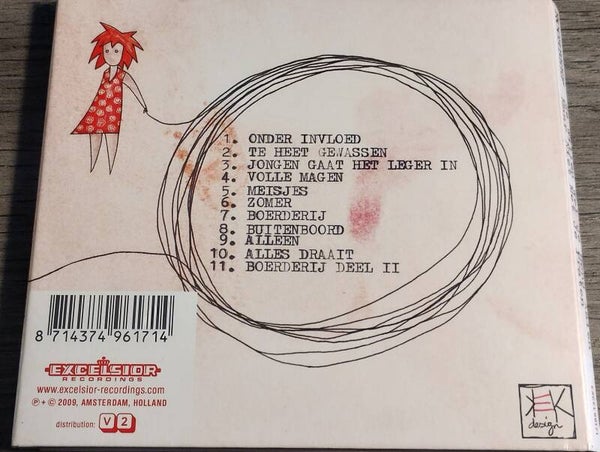 1. ONDER INVLOED
2. TE HEET GEWASSEN
3. JONGEN GAAT HET LEGER IN
4. VOLLE MAGEN
5. MEISJES
6. ZOMER
7. BOERDERIJ
8. BUITENBOORD
9. ALLEEN
10. ALLES DRAAIT
11. BOERDERIJ DEEL II
8 714374 961714
EXCELSIOR
RECORDINGS
www.excelsior-recordings.com
℗ + © 2009, AMSTERDAM, HOLLAND
distribution: V2
KEK
design